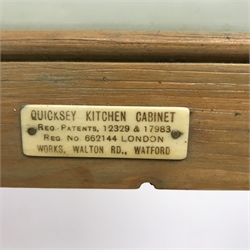 QUICKSEY KITCHEN CABINET
REG. PATENTS, 12329 & 17983
REG. NO. 662144 LONDON
WORKS, WALTON RD., WATFORD